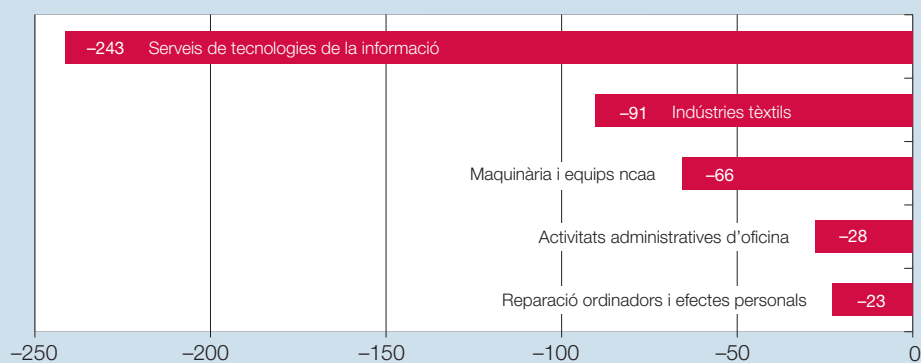 –243 Serveis de tecnologies de la informació
–91 Indústries tèxtils
Maquinària i equips ncaa –66
Activitats administratives d’oficina –28
Reparació ordinadors i efectes personals –23
–250 –200 –150 –100 –50 0